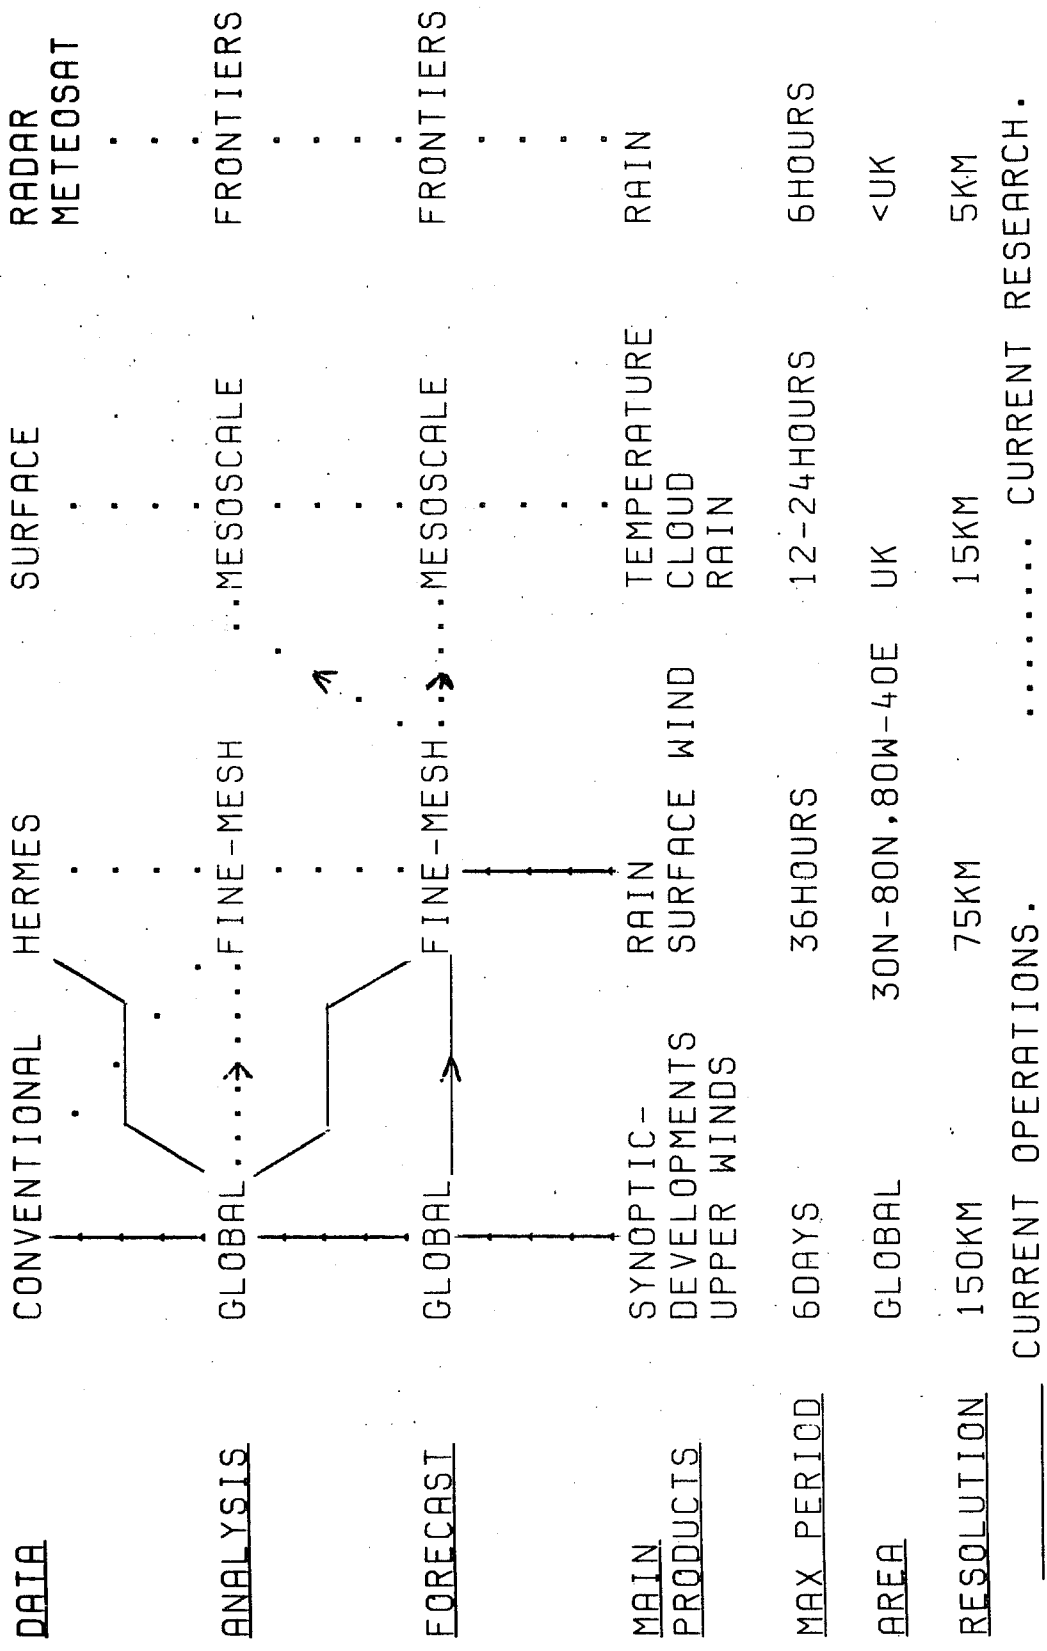 DATA CONVENTIONAL HERMES SURFACE RADAR
METEOSAT
ANALYSIS GLOBAL FINE-MESH MESOSCALE FRONTIERS
FORECAST GLOBAL FINE-MESH MESOSCALE FRONTIERS
MAIN SYNOPTIC- RAIN TEMPERATURE RAIN
PRODUCTS DEVELOPMENTS SURFACE WIND CLOUD
UPPER WINDS RAIN
MAX PERIOD 6DAYS 36HOURS 12-24HOURS 6HOURS
AREA GLOBAL 30N-80N,80W-40E UK <UK
RESOLUTION 150KM 75KM 15KM 5KM
CURRENT OPERATIONS. ........ CURRENT RESEARCH.